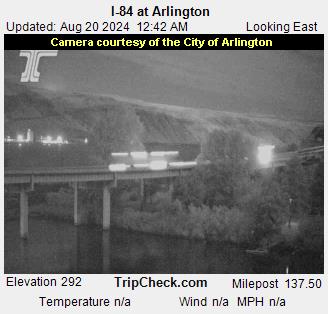 I-84 at Arlington
Updated: Aug 20 2024 12:42 AM Looking East
Camera courtesy of the City of Arlington
Elevation 292 TripCheck.com Milepost 137.50
Temperature n/a Wind n/a MPH n/a